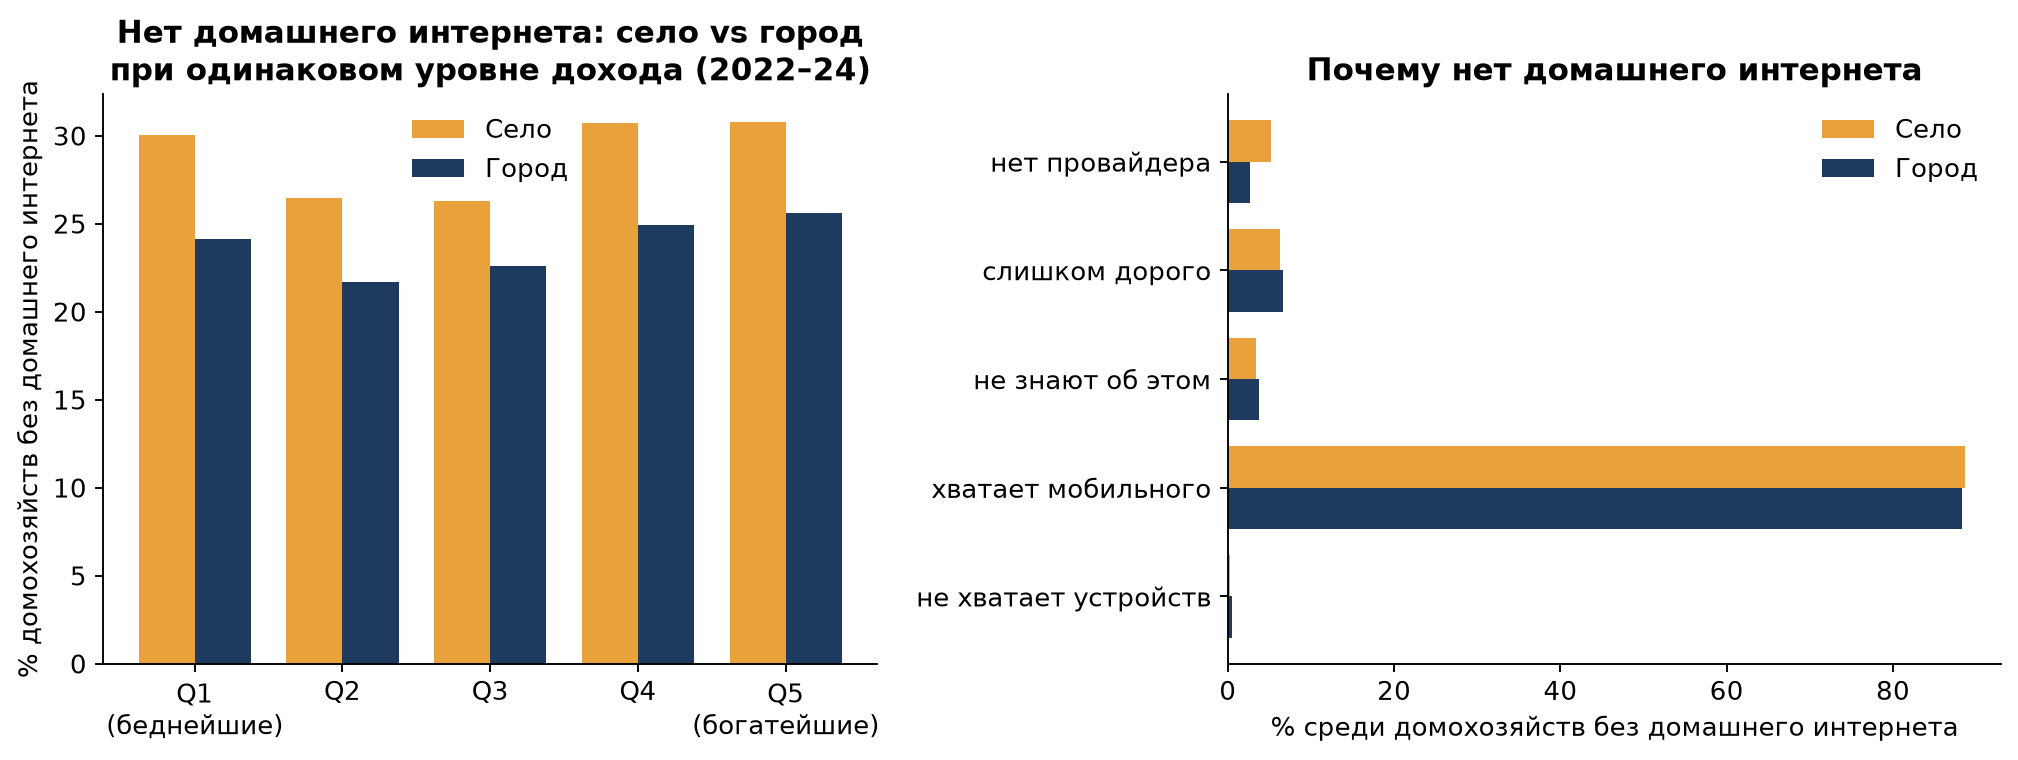 Нет домашнего интернета: село vs город
при одинаковом уровне дохода (2022–24)
% домохозяйств без домашнего интернета
30
25
20
15
10
5
0
Село
Город
Q1
(беднейшие)
Q2
Q3
Q4
Q5
(богатейшие)
Почему нет домашнего интернета
Село
Город
нет провайдера
слишком дорого
не знают об этом
хватает мобильного
не хватает устройств
0
20
40
60
80
% среди домохозяйств без домашнего интернета